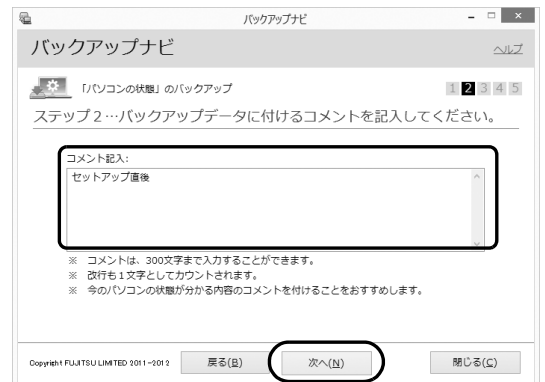 バックアップナビ
バックアップナビ
ヘルプ
「パソコンの状態」のバックアップ
1 2 3 4 5
ステップ2…バックアップデータに付けるコメントを記入してください。
コメント記入:
セットアップ直後
※ コメントは、300文字まで入力することができます。
※ 改行も1文字としてカウントされます。
※ 今のパソコンの状態が分かる内容のコメントを付けることをおすすめします。
Copyright FUJITSU LIMITED 2011-2012
戻る(B)
次へ(N)
閉じる(C)